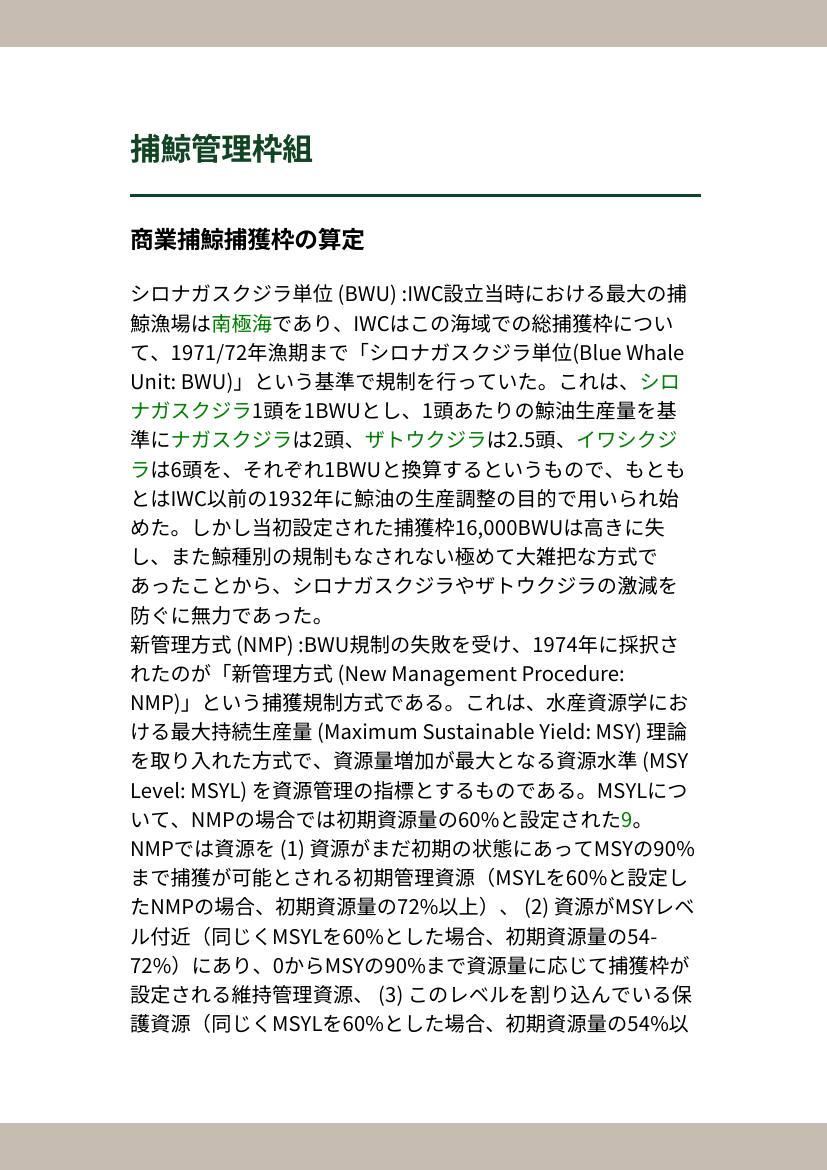 捕鯨管理枠組
商業捕鯨捕獲枠の算定
シロナガスクジラ単位 (BWU) :IWC設立当時における最大の捕
鯨漁場は南極海であり、IWCはこの海域での総捕獲枠につい
て、1971/72年漁期まで「シロナガスクジラ単位(Blue Whale
Unit: BWU)」という基準で規制を行っていた。これは、シロ
ナガスクジラ1頭を1BWUとし、1頭あたりの鯨油生産量を基
準にナガスクジラは2頭、ザトウクジラは2.5頭、イワシクジ
ラは6頭を、それぞれ1BWUと換算するというもので、もとも
とはIWC以前の1932年に鯨油の生産調整の目的で用いられ始
めた。しかし当初設定された捕獲枠16,000BWUは高きに失
し、また鯨種別の規制もなされない極めて大雑把な方式で
あったことから、シロナガスクジラやザトウクジラの激減を
防ぐに無力であった。
新管理方式 (NMP) :BWU規制の失敗を受け、1974年に採択さ
れたのが「新管理方式 (New Management Procedure:
NMP)」という捕獲規制方式である。これは、水産資源学にお
ける最大持続生産量 (Maximum Sustainable Yield: MSY) 理論
を取り入れた方式で、資源量増加が最大となる資源水準 (MSY
Level: MSYL) を資源管理の指標とするものである。MSYLにつ
いて、NMPの場合では初期資源量の60%と設定された9。
NMPでは資源を (1) 資源がまだ初期の状態にあってMSYの90%
まで捕獲が可能とされる初期管理資源（MSYLを60%と設定し
たNMPの場合、初期資源量の72%以上）、 (2) 資源がMSYレベ
ル付近（同じくMSYLを60%とした場合、初期資源量の54-
72%）にあり、0からMSYの90%まで資源量に応じて捕獲枠が
設定される維持管理資源、 (3) このレベルを割り込んでいる保
護資源（同じくMSYLを60%とした場合、初期資源量の54%以